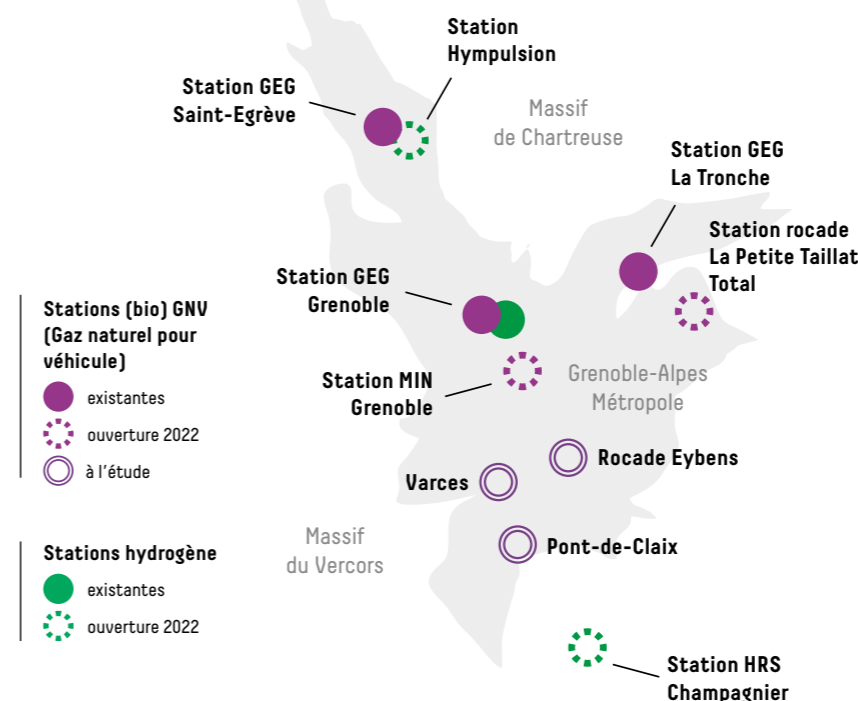 Station
Hympulsion
Station GEG
Saint-Egrève
Massif
de Chartreuse
Station GEG
La Tronche
Station rocade
La Petite Taillat
Total
Station GEG
Grenoble
Stations (bio) GNV
(Gaz naturel pour
véhicule)
existantes
ouverture 2022
à l'étude
Station MIN
Grenoble
Grenoble-Alpes
Métropole
Rocade Eybens
Varces
Massif
du Vercors
Pont-de-Claix
Stations hydrogène
existantes
ouverture 2022
Station HRS
Champagnier